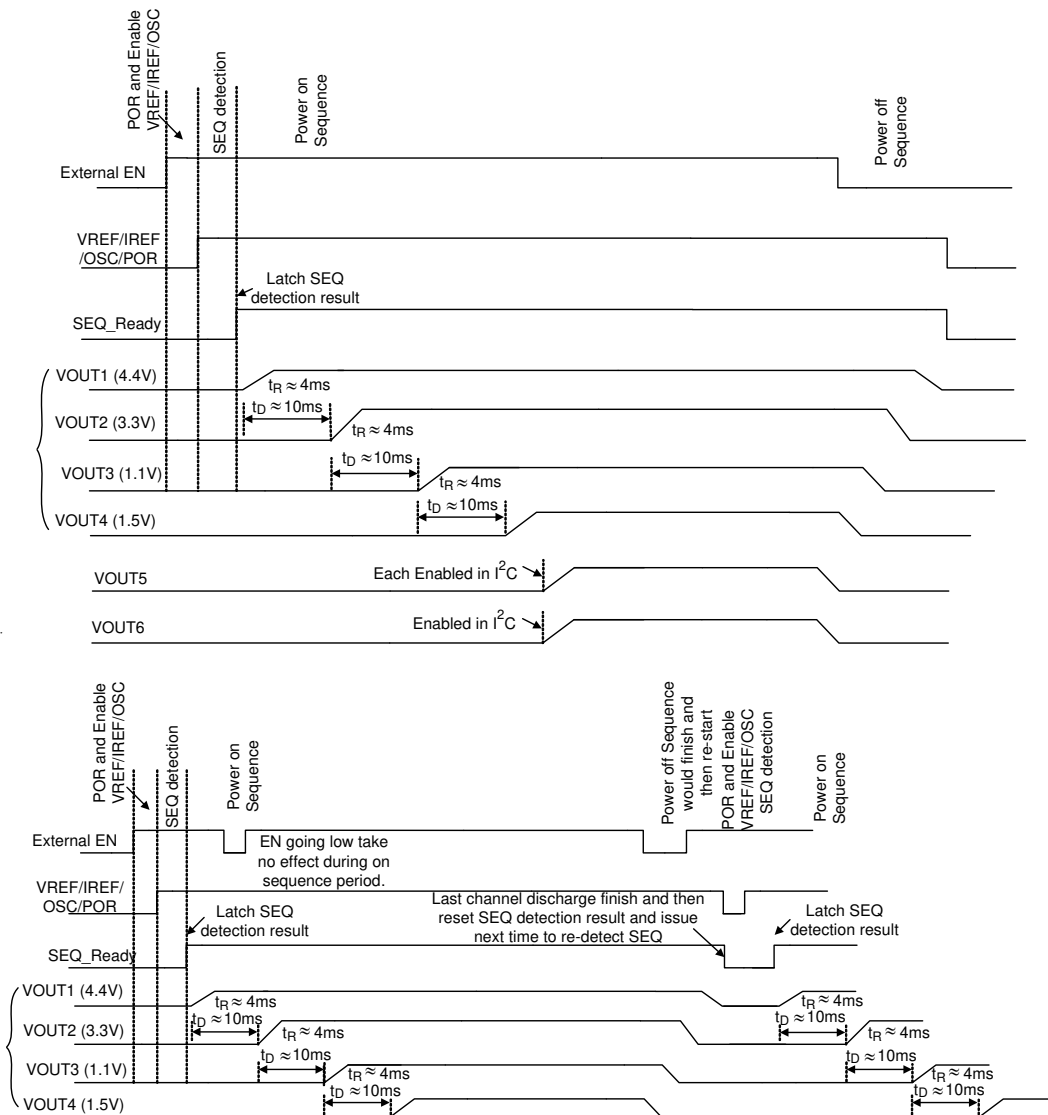 POR and Enable
VREF/IREF/OSC
SEQ detection
Power on
Sequence
Power off
Sequence
External EN
VREF/IREF
/OSC/POR
Latch SEQ
detection result
SEQ_Ready
VOUT1 (4.4V)
tR ≈ 4ms
tD ≈ 10ms
VOUT2 (3.3V)
tR ≈ 4ms
tD ≈ 10ms
VOUT3 (1.1V)
tR ≈ 4ms
tD ≈ 10ms
VOUT4 (1.5V)
VOUT5
Each Enabled in I2C
VOUT6
Enabled in I2C
POR and Enable
VREF/IREF/OSC
SEQ detection
Power on
Sequence
Power off Sequence
would finish and
then re-start
POR and Enable
VREF/IREF/OSC
SEQ detection
Power on
Sequence
External EN
EN going low take
no effect during on
sequence period.
VREF/IREF/
OSC/POR
Latch SEQ
detection result
Last channel discharge finish and then
reset SEQ detection result and issue
next time to re-detect SEQ
Latch SEQ
detection result
SEQ_Ready
VOUT1 (4.4V)
tR ≈ 4ms
tR ≈ 4ms
tD ≈ 10ms
tD ≈ 10ms
VOUT2 (3.3V)
tR ≈ 4ms
tR ≈ 4ms
tD ≈ 10ms
tD ≈ 10ms
VOUT3 (1.1V)
tR ≈ 4ms
tR ≈ 4ms
tD ≈ 10ms
tD ≈ 10ms
VOUT4 (1.5V)